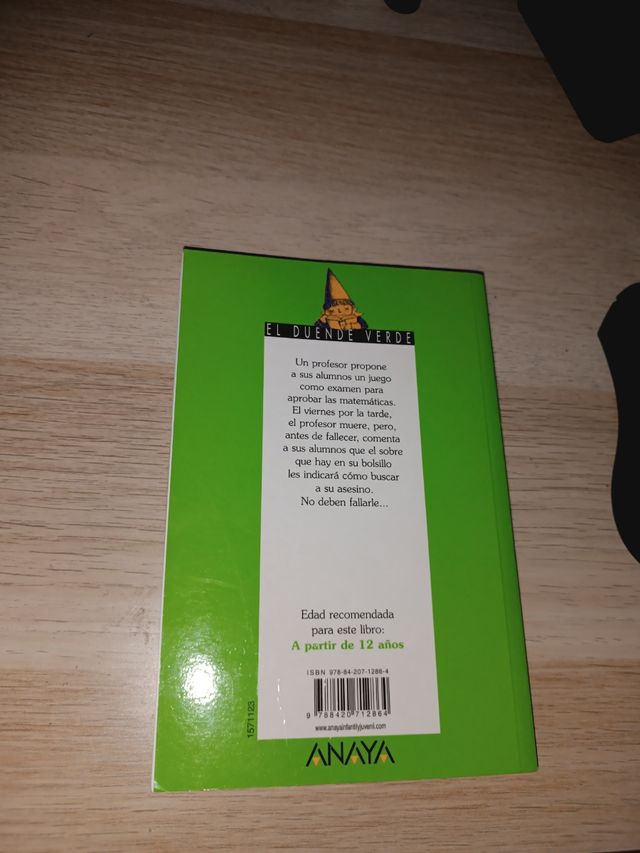 EL DUENDE VERDE
Un profesor propone
a sus alumnos un juego
como examen para
aprobar las matemáticas.
El viernes por la tarde,
el profesor muere, pero,
antes de fallecer, comenta
a sus alumnos que el sobre
que hay en su bolsillo
les indicará cómo buscar
a su asesino.
No deben fallarle...
Edad recomendada
para este libro:
A partir de 12 años
ISBN 978-84-207-1286-4
9 788420 712864
www.anayainfantilyjuvenil.com
1571123
ANAYA